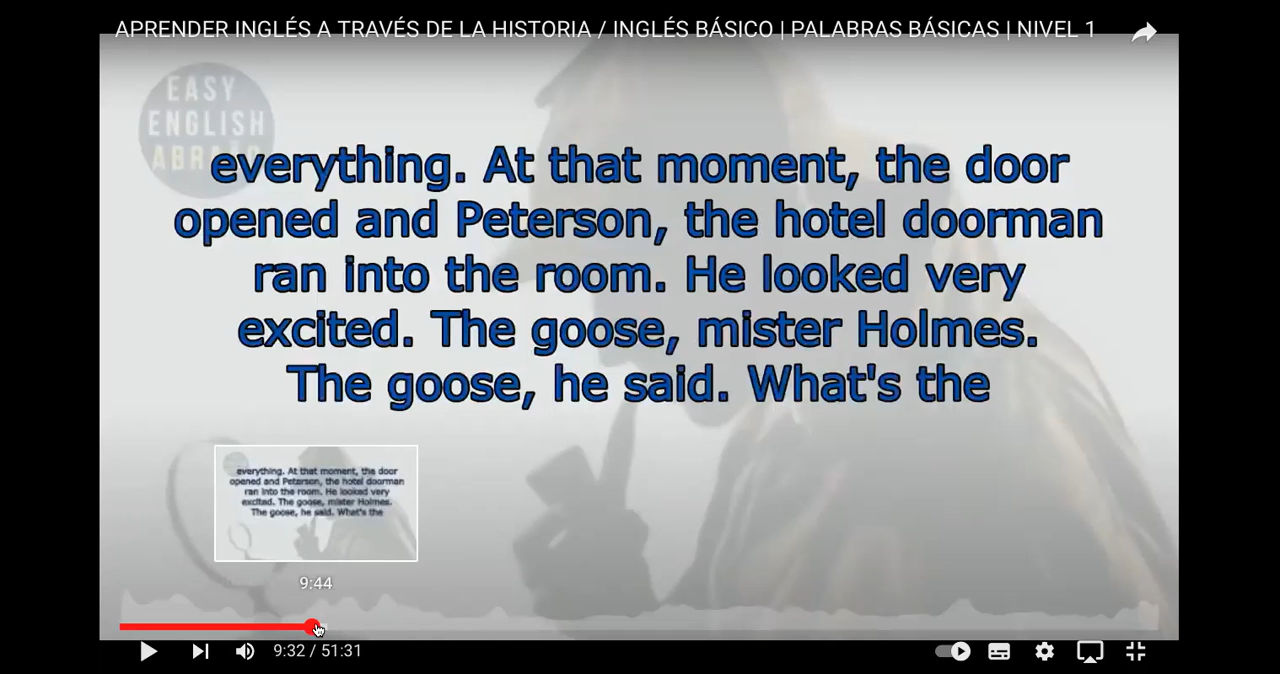 APRENDER INGLÉS A TRAVÉS DE LA HISTORIA / INGLÉS BÁSICO | PALABRAS BÁSICAS | NIVEL 1
EASY
ENGLISH
everything. At that moment, the door
opened and Peterson, the hotel doorman
ran into the room. He looked very
excited. The goose, mister Holmes.
The goose, he said. What's the
everything. At that moment, the door
opened and Peterson, the hotel doorman
ran into the room. He looked very
excited. The goose, mister Holmes.
The goose, he said. What's the
9:44
9:32 / 51:31